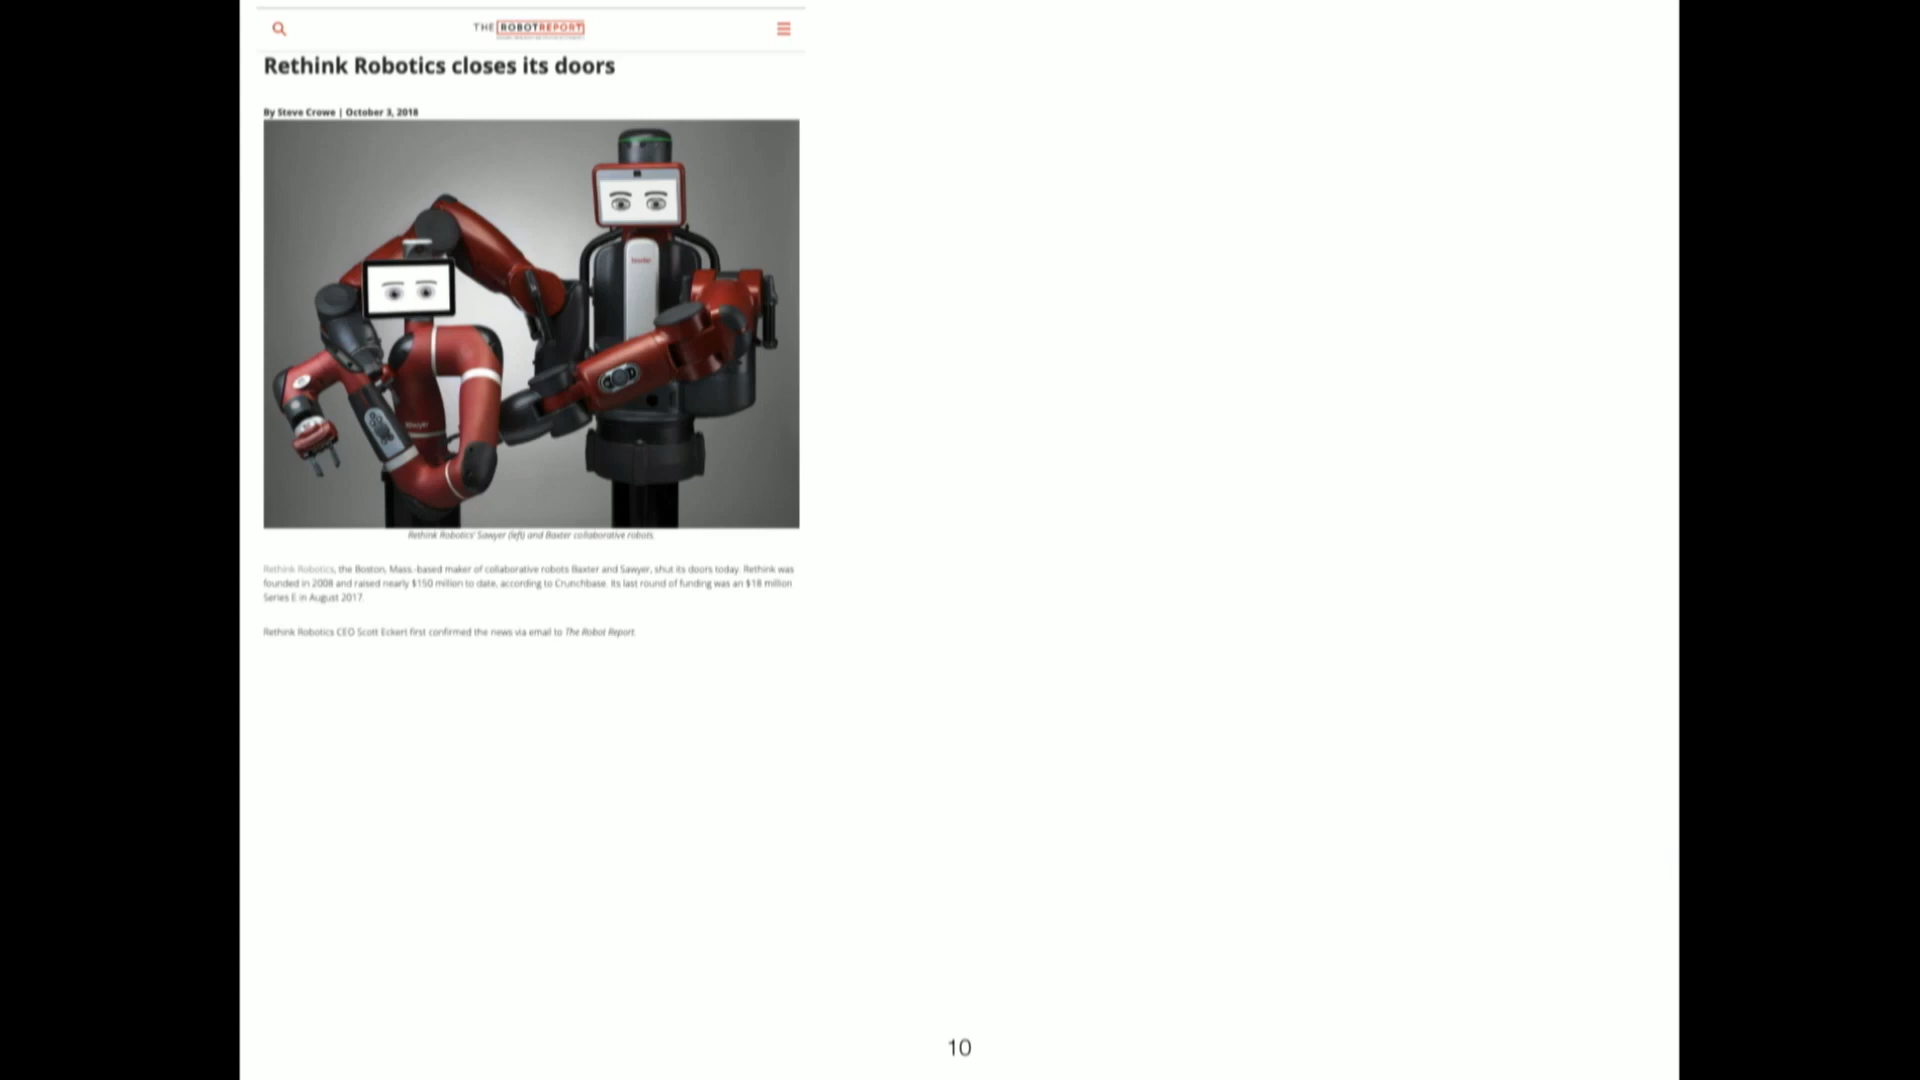 THE ROBOTREPORT
Rethink Robotics closes its doors
By Steve Crowe | October 3, 2018
Sawyer
Rethink Robotics' Sawyer (left) and Baxter collaborative robots.
Rethink Robotics, the Boston, Mass.-based maker of collaborative robots Baxter and Sawyer, shut its doors today. Rethink was
founded in 2008 and raised nearly $150 million to date, according to Crunchbase. Its last round of funding was an $18 million
Series E in August 2017.
Rethink Robotics CEO Scott Eckert first confirmed the news via email to The Robot Report.
10